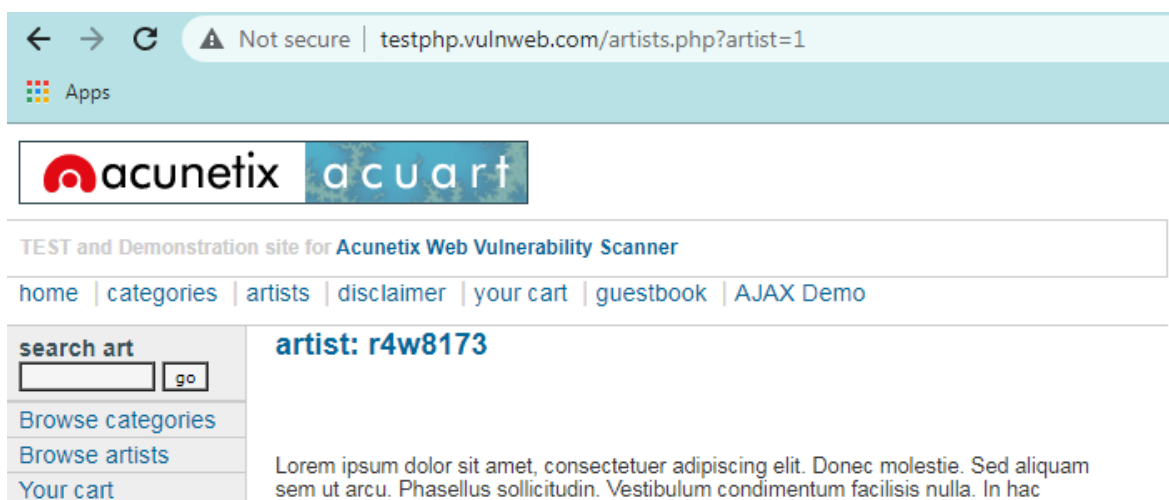 Not secure | testphp.vulnweb.com/artists.php?artist=1
Apps
acunetix acuart
TEST and Demonstration site for Acunetix Web Vulnerability Scanner
home | categories | artists | disclaimer | your cart | guestbook | AJAX Demo
search art
go
Browse categories
Browse artists
Your cart
artist: r4w8173
Lorem ipsum dolor sit amet, consectetuer adipiscing elit. Donec molestie. Sed aliquam
sem ut arcu. Phasellus sollicitudin. Vestibulum condimentum facilisis nulla. In hac